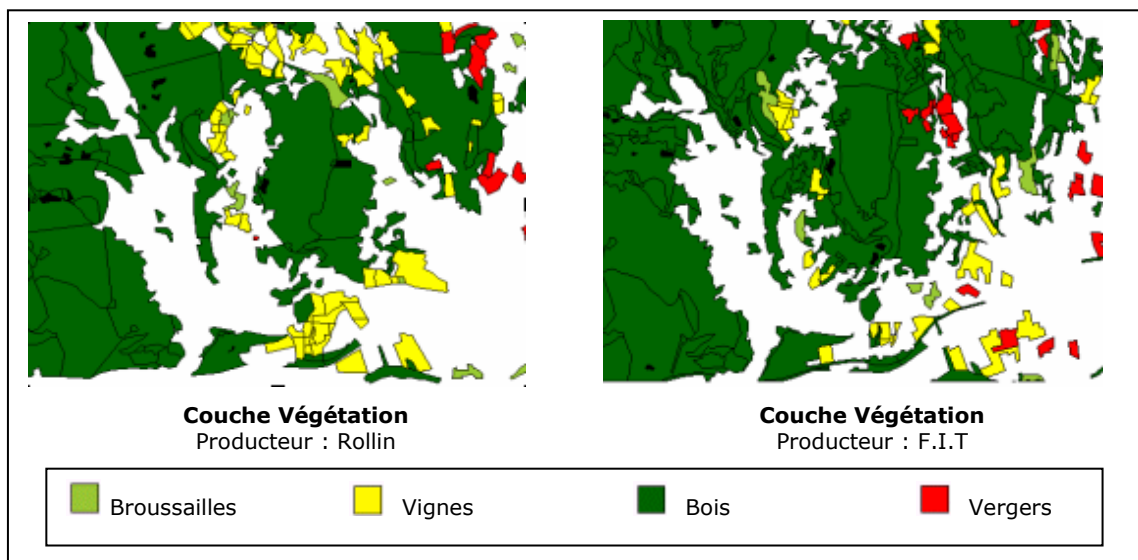 Couche Végétation
Producteur : Rollin
Couche Végétation
Producteur : F.I.T
Broussailles
Vignes
Bois
Vergers